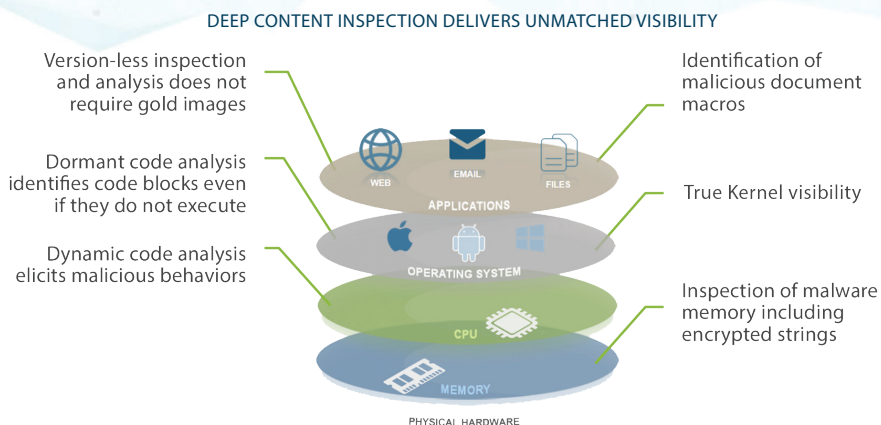 DEEP CONTENT INSPECTION DELIVERS UNMATCHED VISIBILITY
Version-less inspection
and analysis does not
require gold images
Dormant code analysis
identifies code blocks even
if they do not execute
Dynamic code analysis
elicits malicious behaviors
WEB
EMAIL
FILES
APPLICATIONS
OPERATING SYSTEM
CPU
MEMORY
PHYSICAL HARDWARE
Identification of
malicious document
macros
True Kernel visibility
Inspection of malware
memory including
encrypted strings